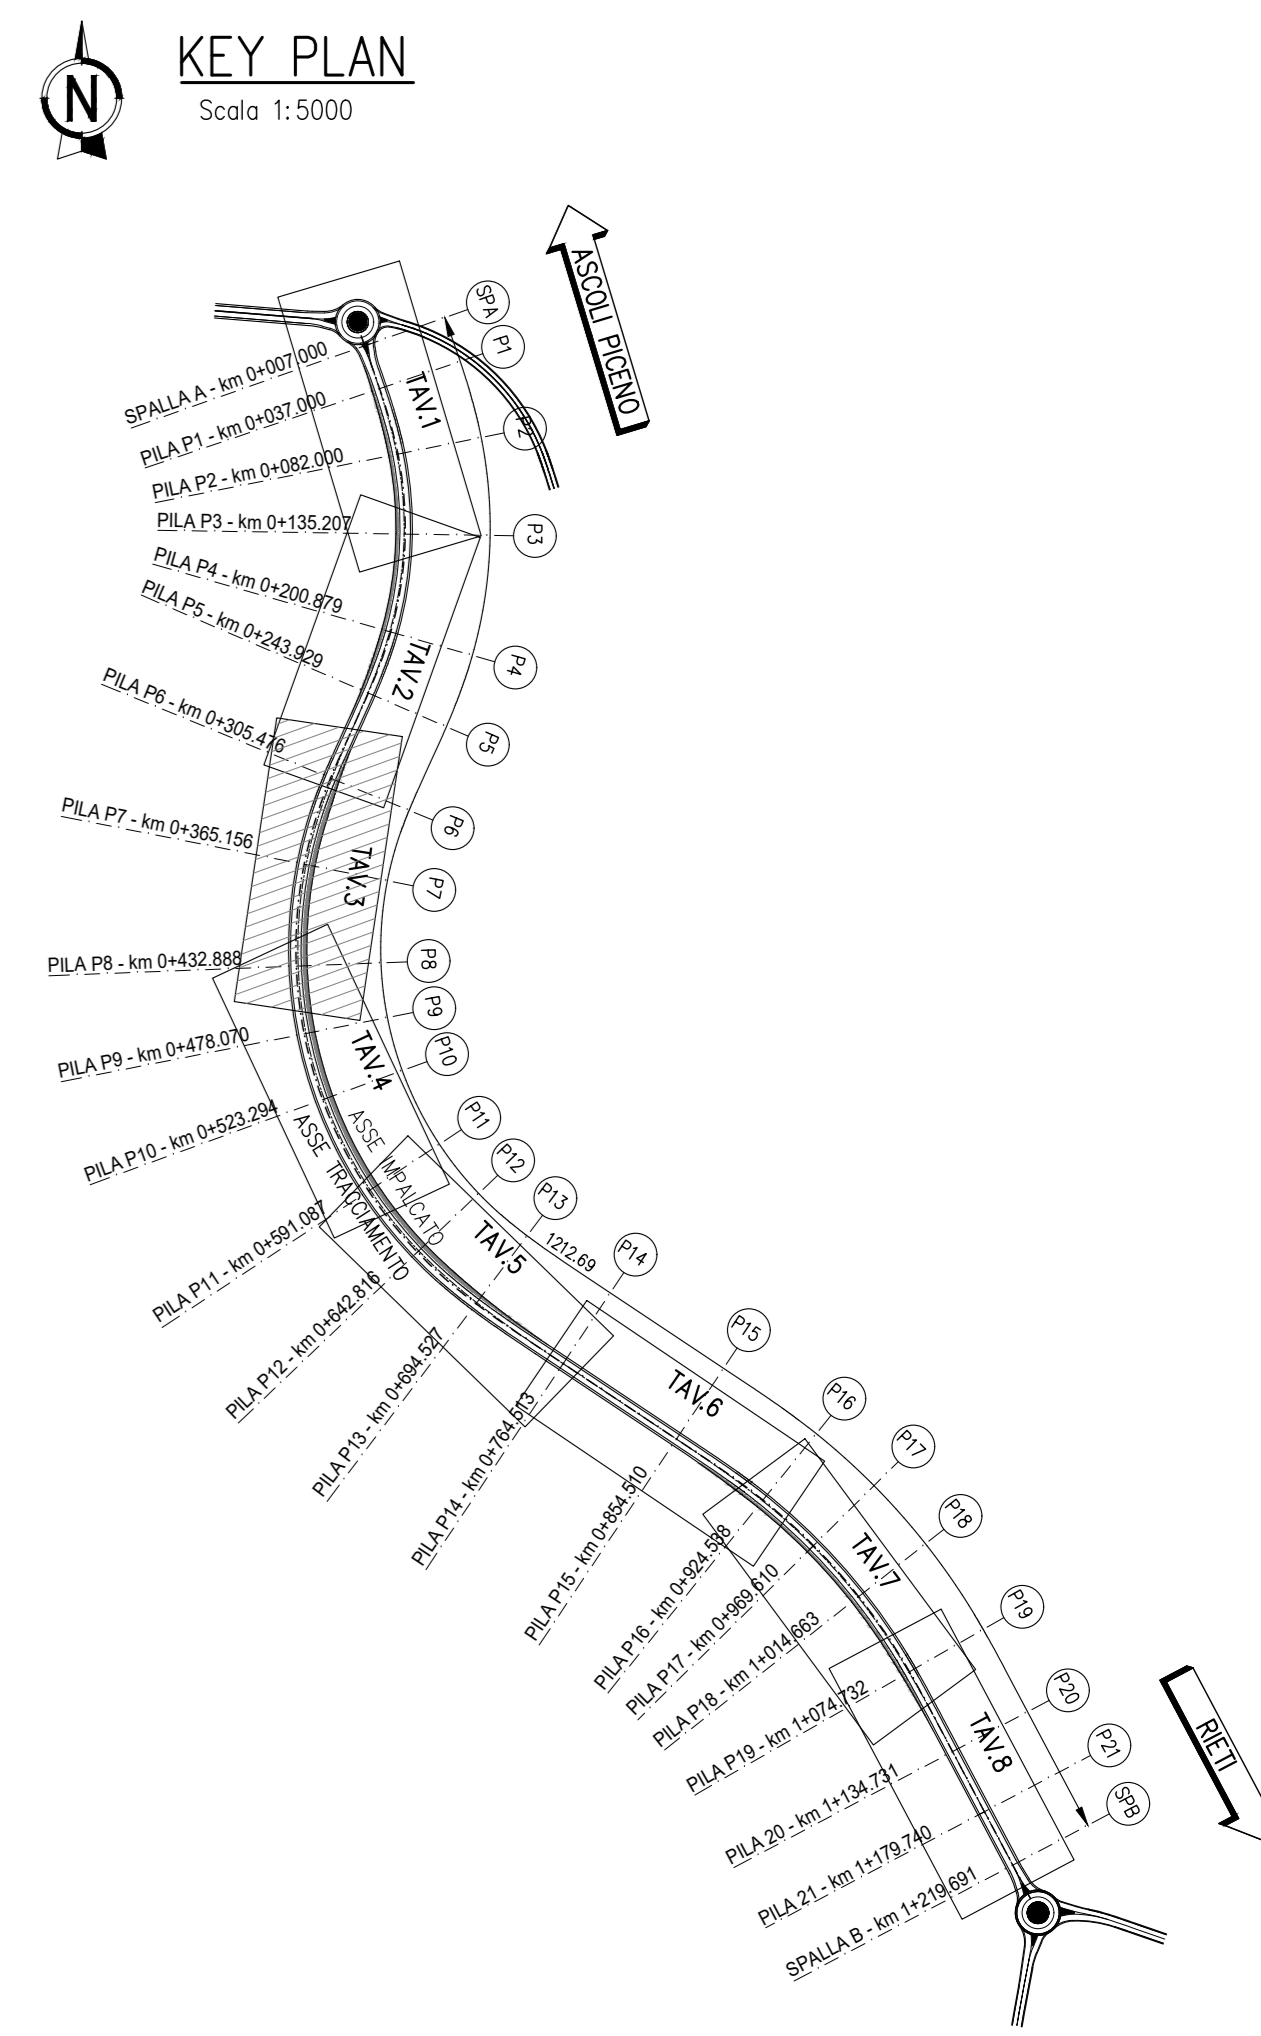 N
KEY PLAN
Scala 1:5000
ASCOLI PICENO
SPA
P1
P2
P3
P4
P5
P6
P7
P8
P9
P10
P11
P12
P13
P14
P15
P16
P17
P18
P19
P20
P21
SPB
SPALLA A - km 0+007.000
PILA P1 - km 0+037.000
PILA P2 - km 0+082.000
PILA P3 - km 0+135.207
PILA P4 - km 0+200.879
PILA P5 - km 0+243.929
PILA P6 - km 0+305.476
PILA P7 - km 0+365.156
PILA P8 - km 0+432.888
PILA P9 - km 0+478.070
PILA P10 - km 0+523.294
PILA P11 - km 0+591.087
PILA P12 - km 0+642.816
PILA P13 - km 0+694.527
PILA P14 - km 0+764.513
PILA P15 - km 0+854.510
PILA P16 - km 0+924.538
PILA P17 - km 0+969.610
PILA P18 - km 1+014.663
PILA P19 - km 1+074.732
PILA 20 - km 1+134.731
PILA 21 - km 1+179.740
SPALLA B - km 1+219.691
TAV.1
TAV.2
TAV.3
TAV.4
TAV.5
TAV.6
TAV.7
TAV.8
ASSE IMPALCATO
ASSE TRACCIAMENTO
1212.69
RIETI